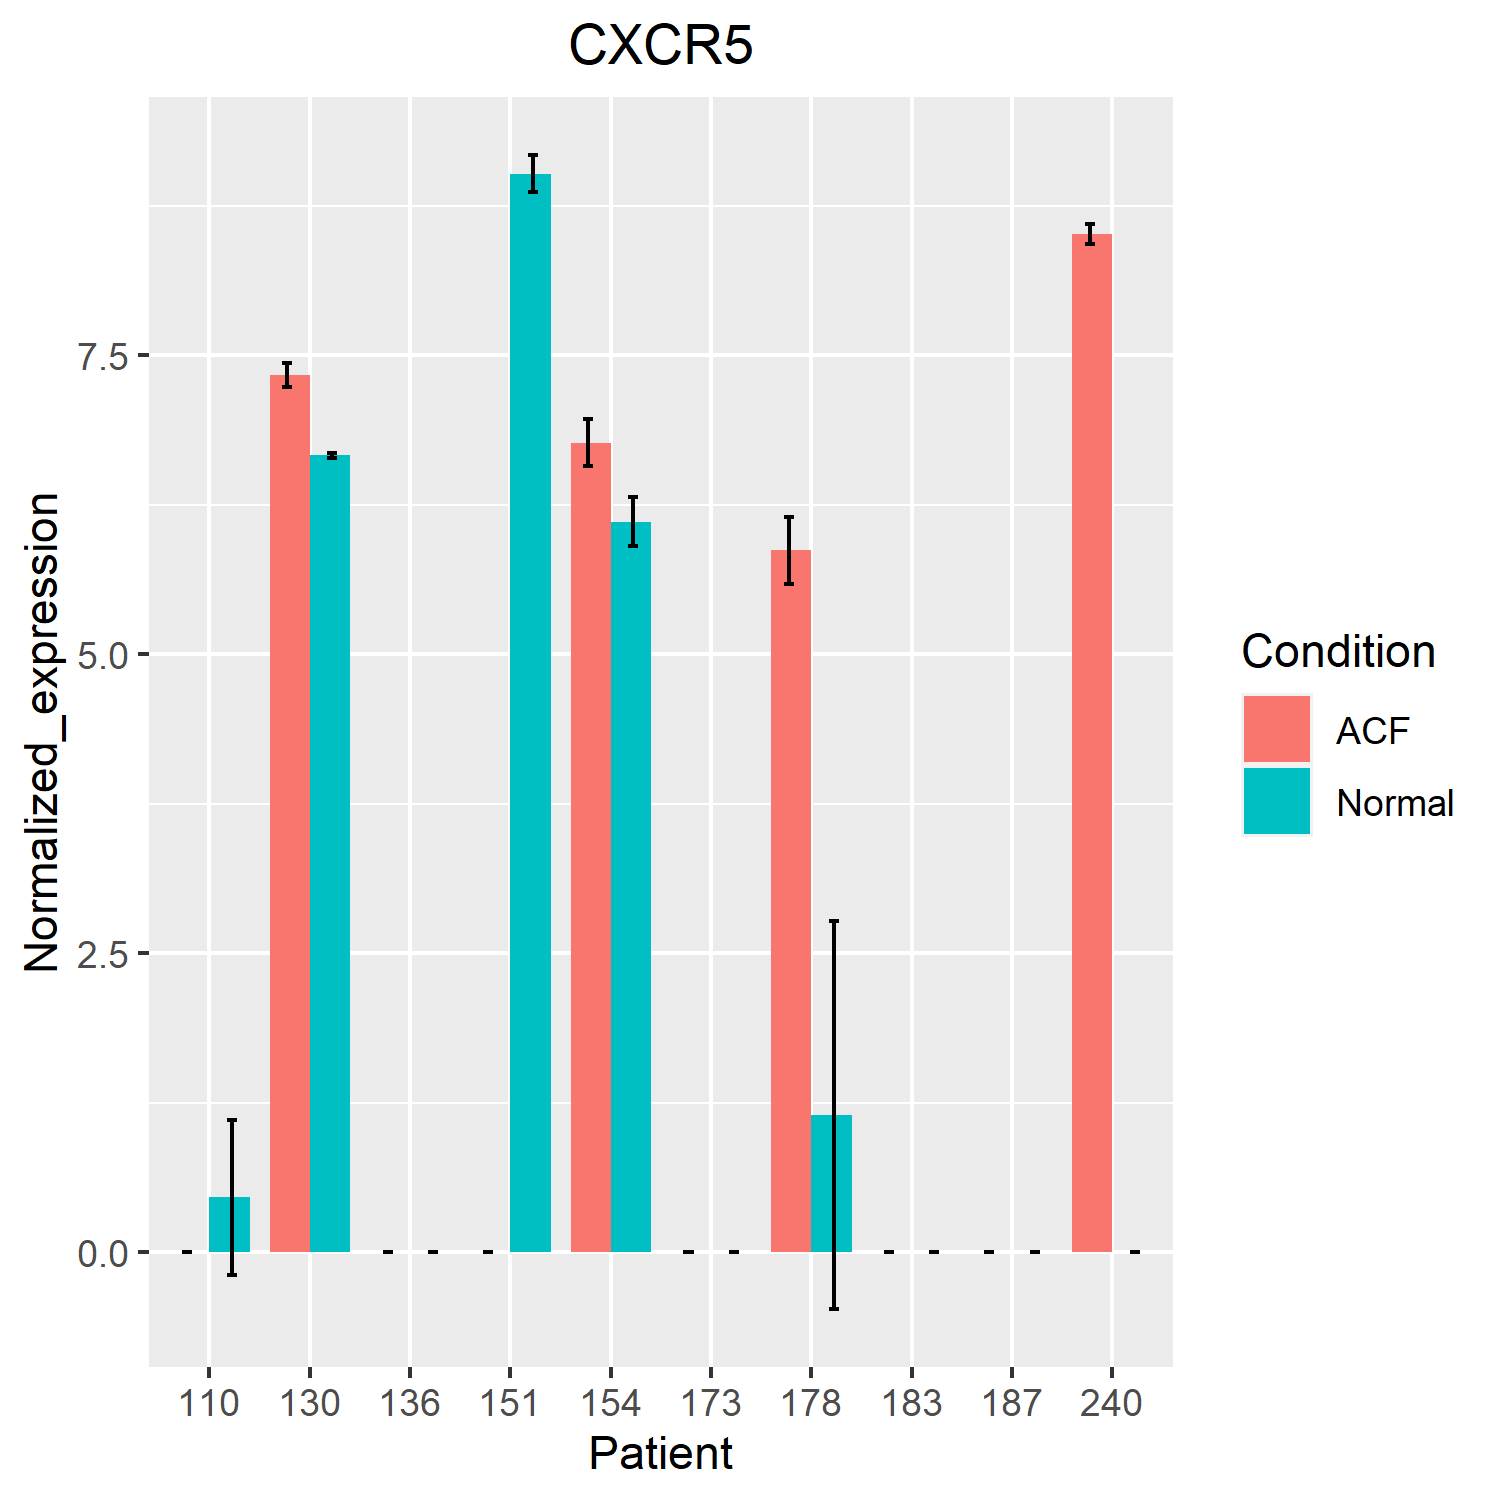 CXCR5
Normalized_expression
7.5
5.0
2.5
0.0
110 130 136 151 154 173 178 183 187 240
Patient
Condition
ACF
Normal